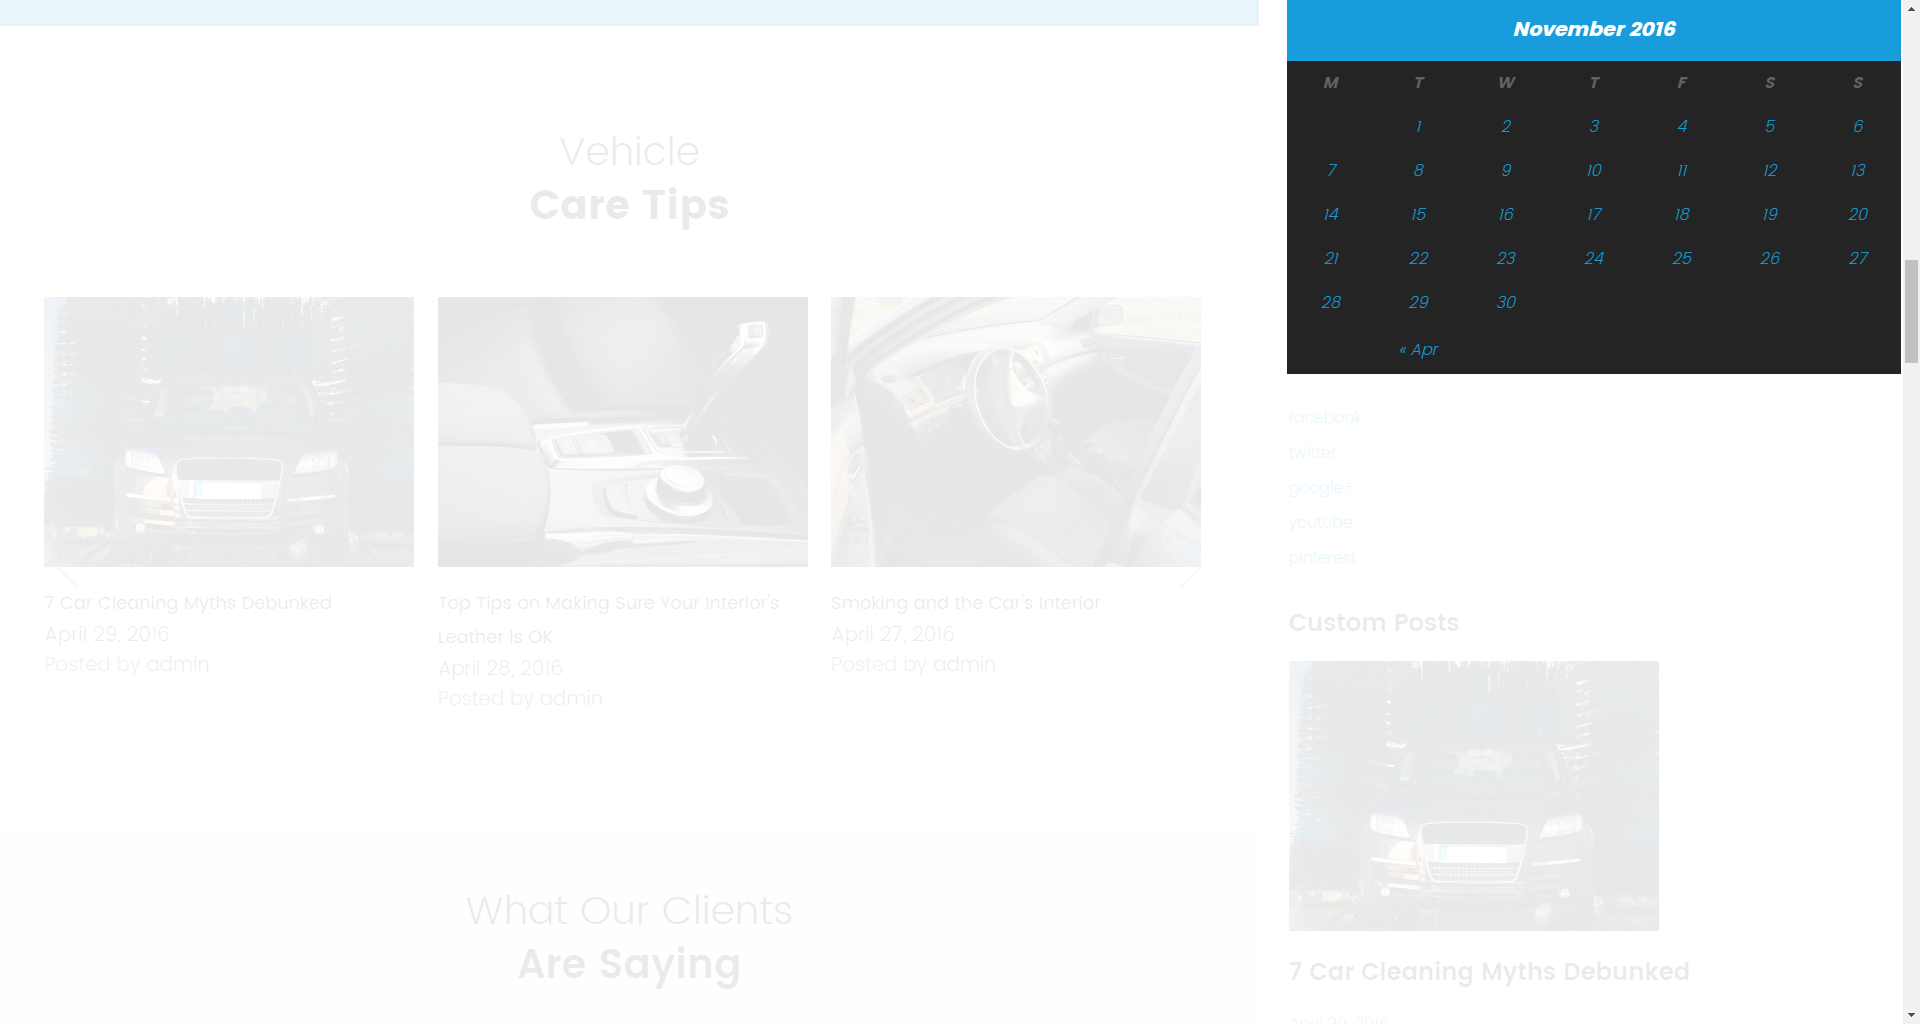 Vehicle
Care Tips
7 Car Cleaning Myths Debunked
April 29, 2016
Posted by admin
Top Tips on Making Sure Your Interior's
Leather is OK
April 28, 2016
Posted by admin
Smoking and the Car's Interior
April 27, 2016
Posted by admin
What Our Clients
Are Saying
November 2016
M T W T F S S
1 2 3 4 5 6
7 8 9 10 11 12 13
14 15 16 17 18 19 20
21 22 23 24 25 26 27
28 29 30
« Apr
facebook
twitter
google+
youtube
pinterest
Custom Posts
7 Car Cleaning Myths Debunked
April 29, 2016